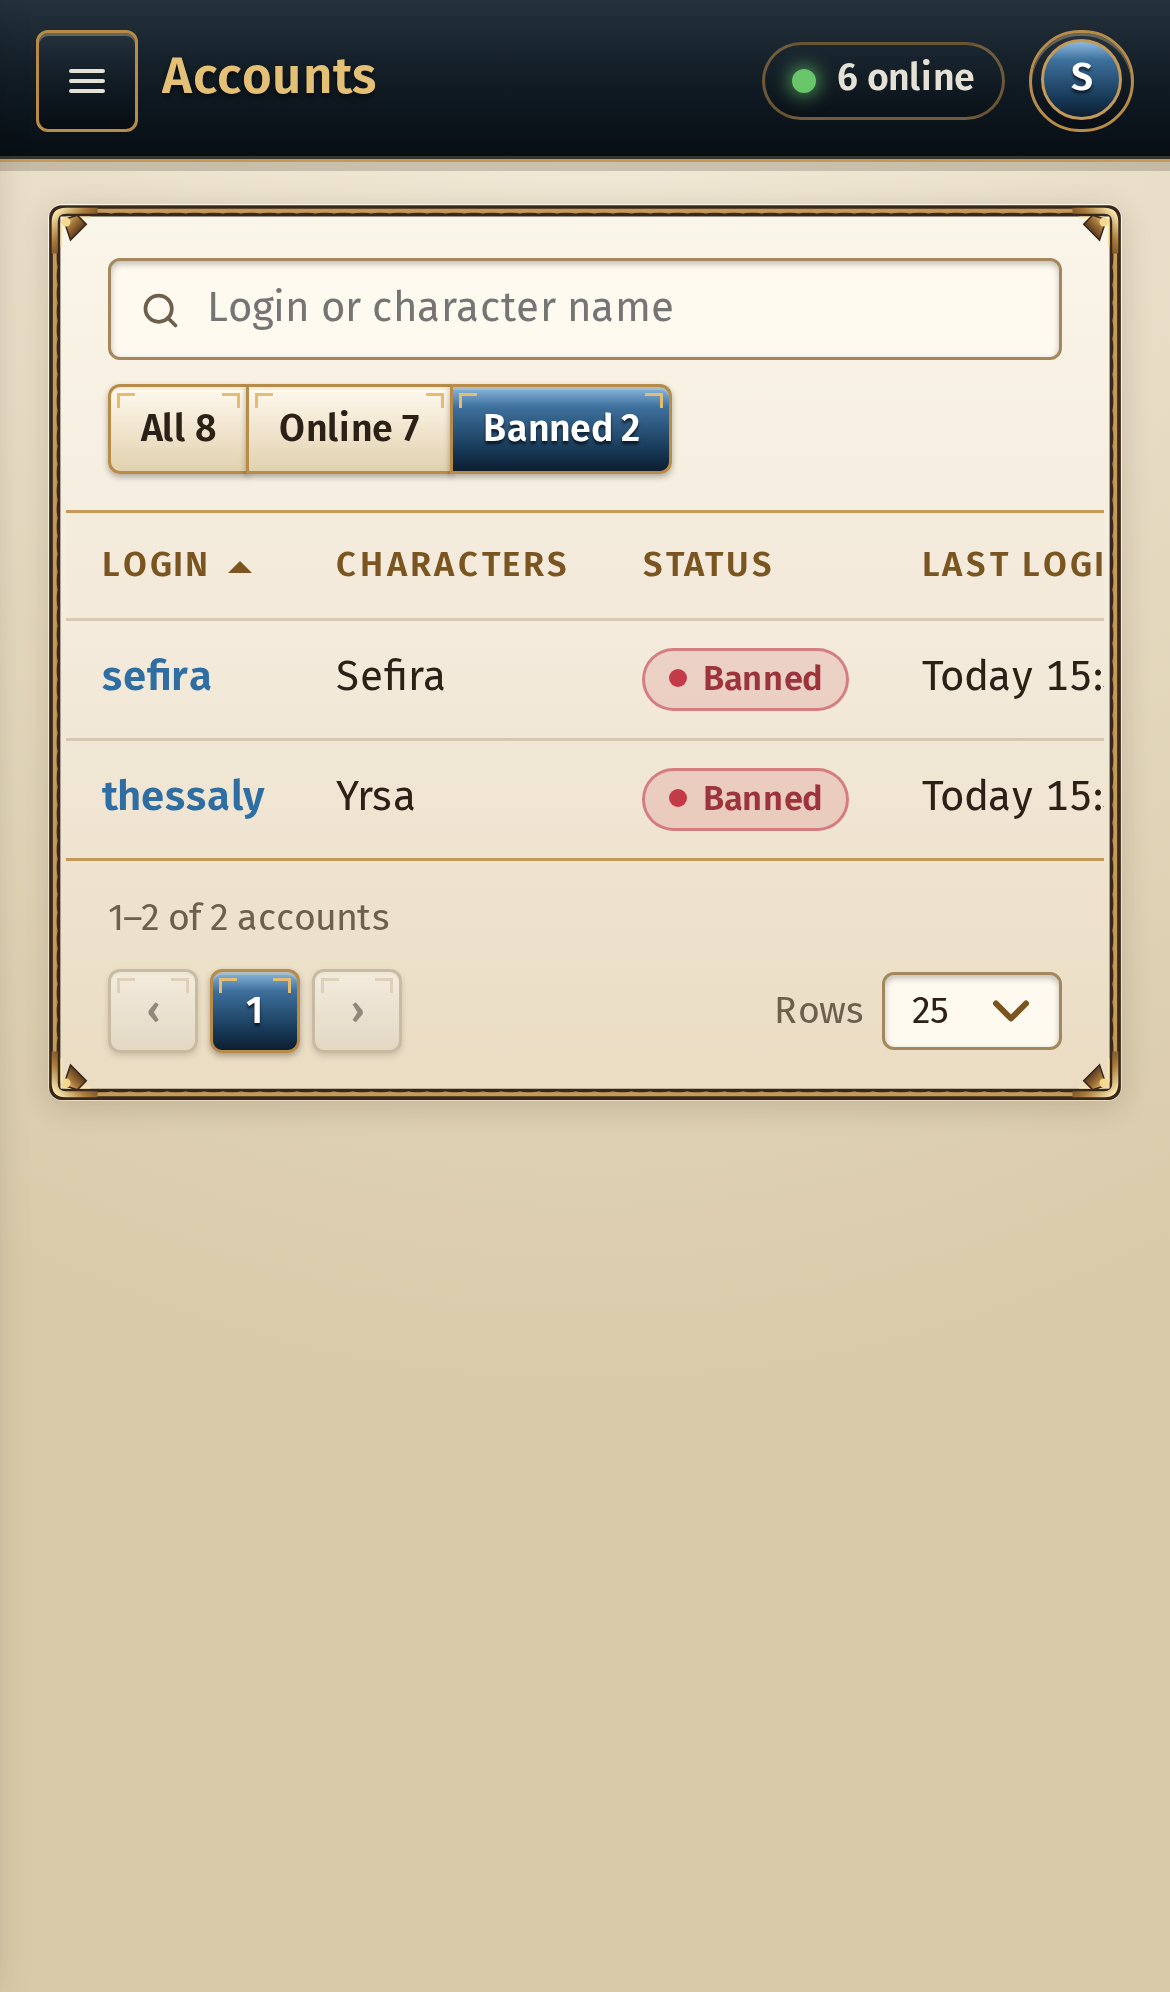 Accounts
6 online
S
Login or character name
All 8
Online 7
Banned 2
LOGIN CHARACTERS STATUS LAST LOGI
sefira Sefira Banned Today 15:
thessaly Yrsa Banned Today 15:
1–2 of 2 accounts
‹ 1 › Rows 25